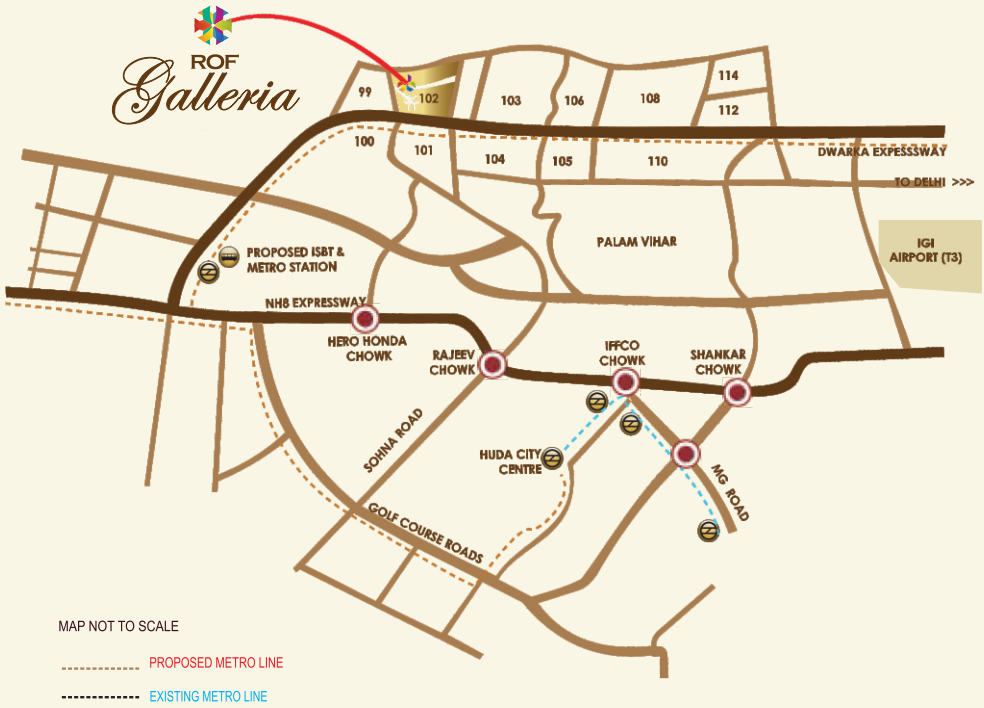 ROF
Galleria
99
102
103
106
108
114
112
100
101
104
105
110
DWARKA EXPESSSWAY
TO DELHI >>>
PALAM VIHAR
IGI
AIRPORT (T3)
PROPOSED ISBT &
METRO STATION
NH8 EXPRESSWAY
HERO HONDA
CHOWK
RAJEEV
CHOWK
IFFCO
CHOWK
SHANKAR
CHOWK
SOHNA ROAD
HUDA CITY
CENTRE
MG ROAD
GOLF COURSE ROADS
MAP NOT TO SCALE
PROPOSED METRO LINE
EXISTING METRO LINE